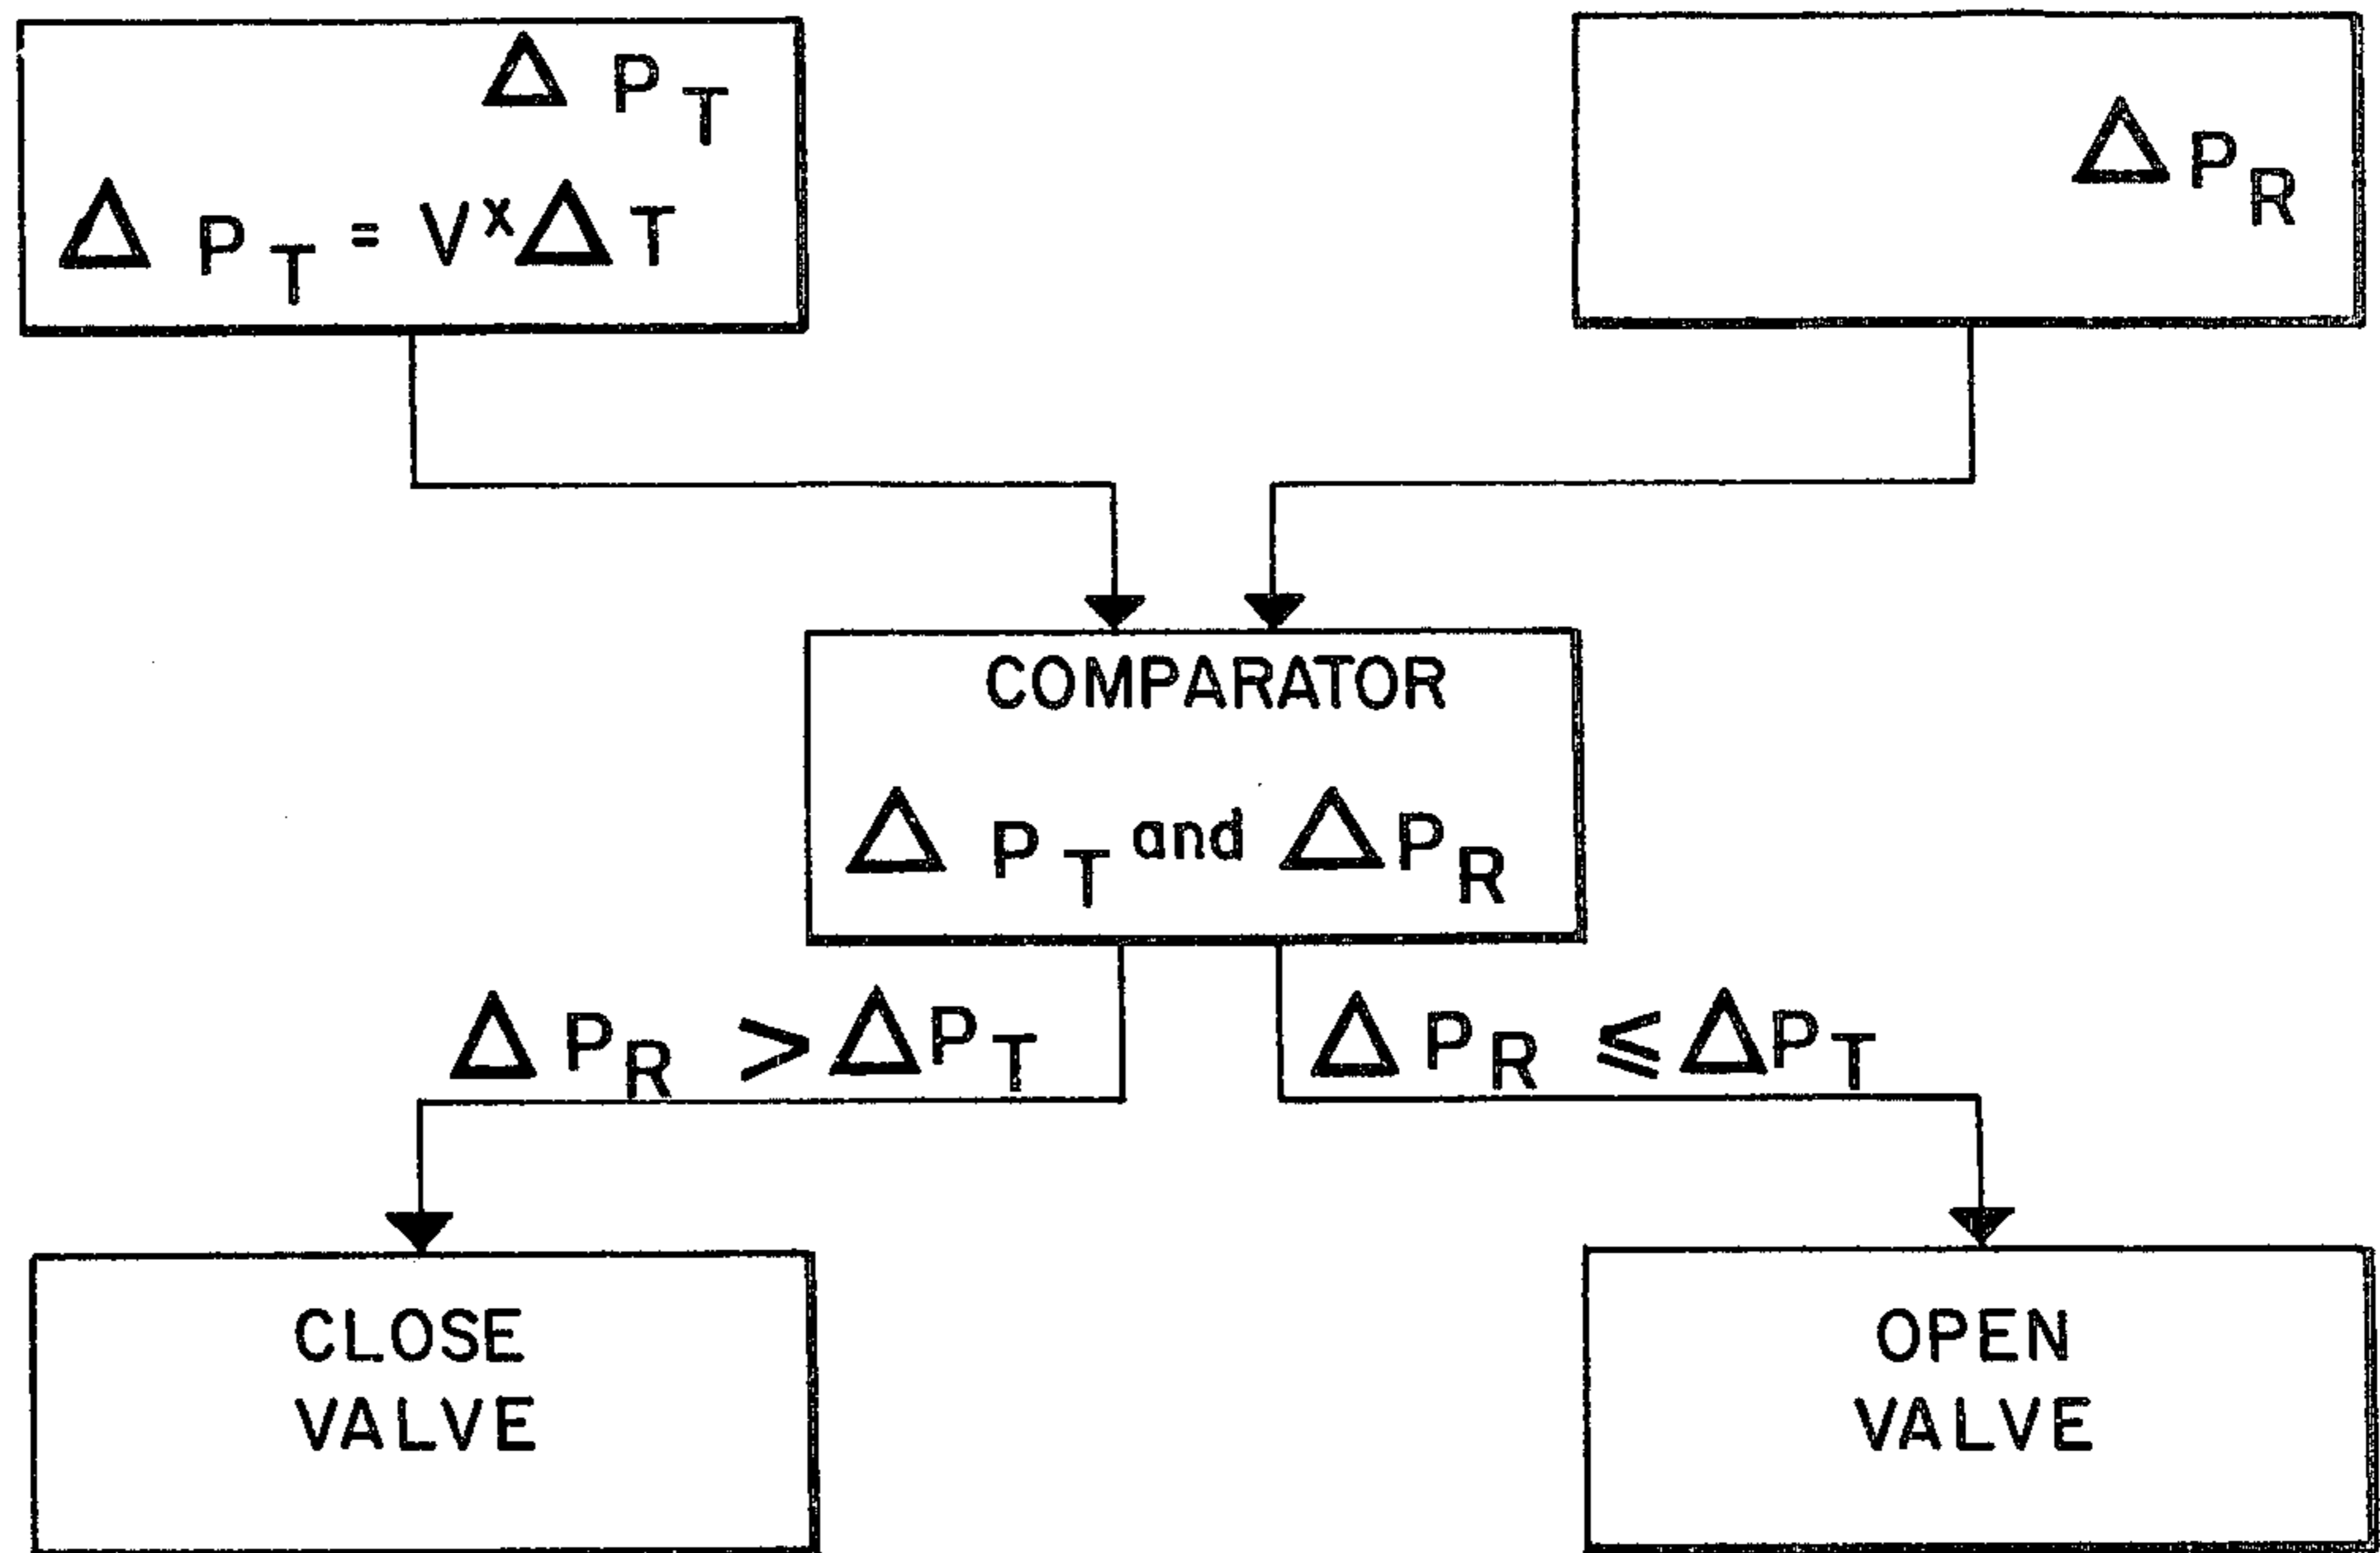 Δ P_T
Δ P_T = V^x Δ T
Δ P_R
COMPARATOR
Δ P_T and Δ P_R
Δ P_R > Δ P_T
Δ P_R ≤ Δ P_T
CLOSE
VALVE
OPEN
VALVE